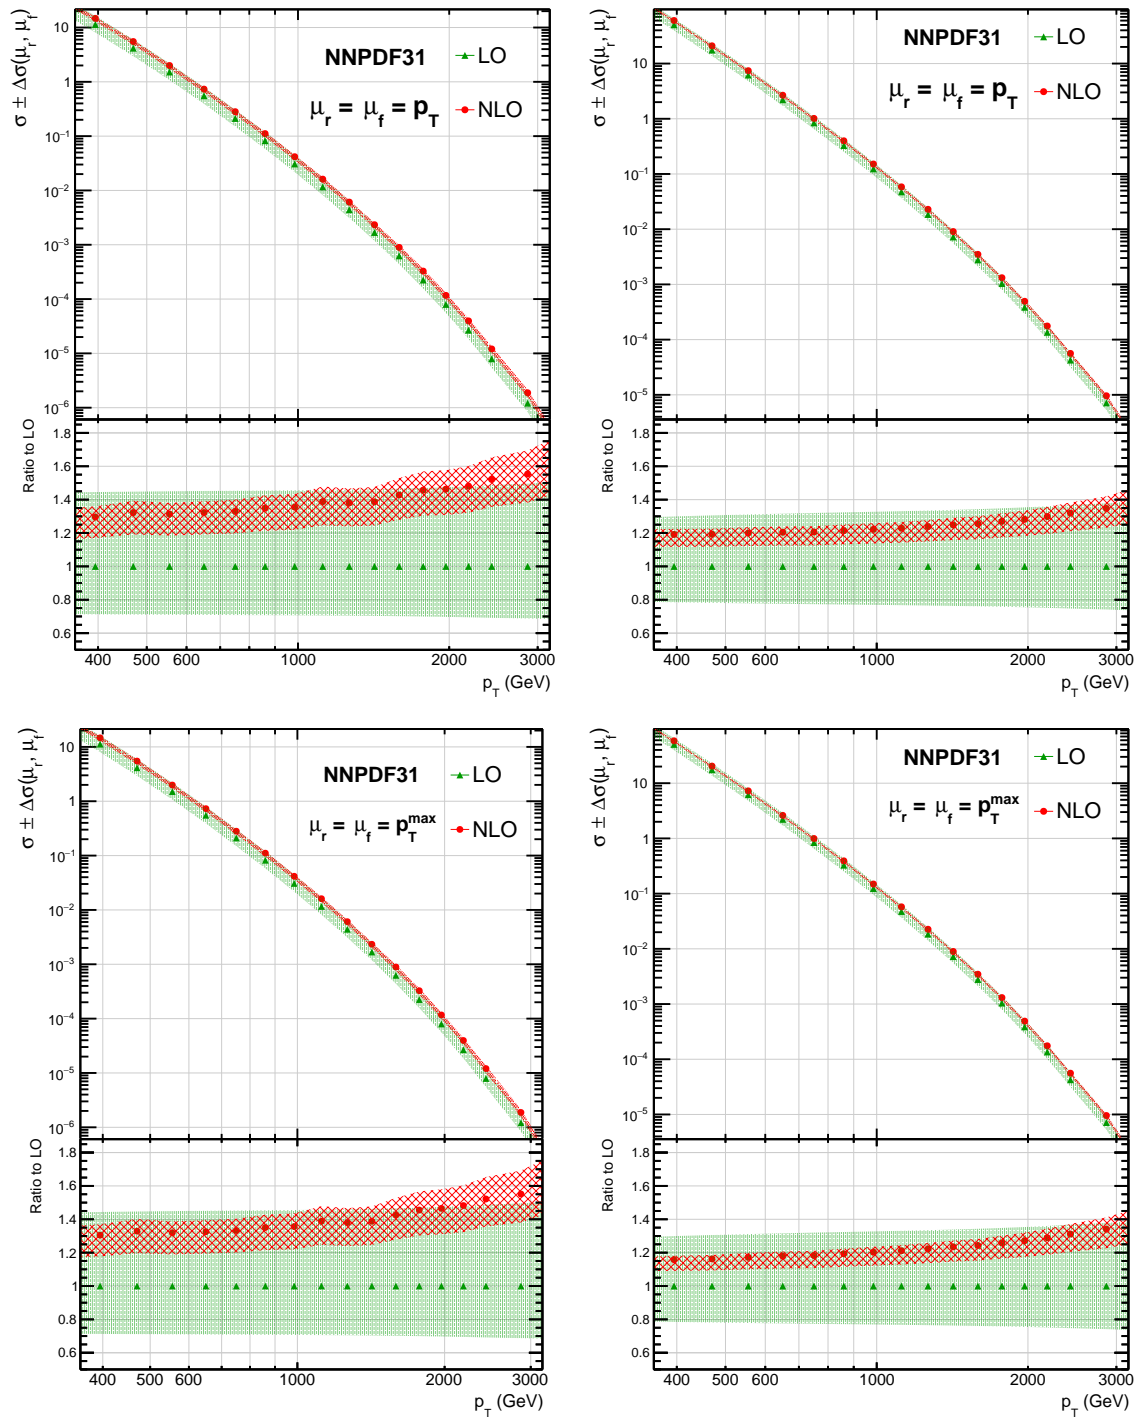 σ ± Δσ(μr, μf)
10
1
10⁻¹
10⁻²
10⁻³
10⁻⁴
10⁻⁵
10⁻⁶
NNPDF31
LO
μr = μf = pT
NLO
Ratio to LO
1.8
1.6
1.4
1.2
1
0.8
0.6
400 500 600 1000 2000 3000
pT (GeV)
σ ± Δσ(μr, μf)
10
1
10⁻¹
10⁻²
10⁻³
10⁻⁴
10⁻⁵
NNPDF31
LO
μr = μf = pT
NLO
Ratio to LO
1.8
1.6
1.4
1.2
1
0.8
0.6
400 500 600 1000 2000 3000
pT (GeV)
σ ± Δσ(μr, μf)
10
1
10⁻¹
10⁻²
10⁻³
10⁻⁴
10⁻⁵
10⁻⁶
NNPDF31
LO
μr = μf = pT^max
NLO
Ratio to LO
1.8
1.6
1.4
1.2
1
0.8
0.6
400 500 600 1000 2000 3000
pT (GeV)
σ ± Δσ(μr, μf)
10
1
10⁻¹
10⁻²
10⁻³
10⁻⁴
10⁻⁵
NNPDF31
LO
μr = μf = pT^max
NLO
Ratio to LO
1.8
1.6
1.4
1.2
1
0.8
0.6
400 500 600 1000 2000 3000
pT (GeV)